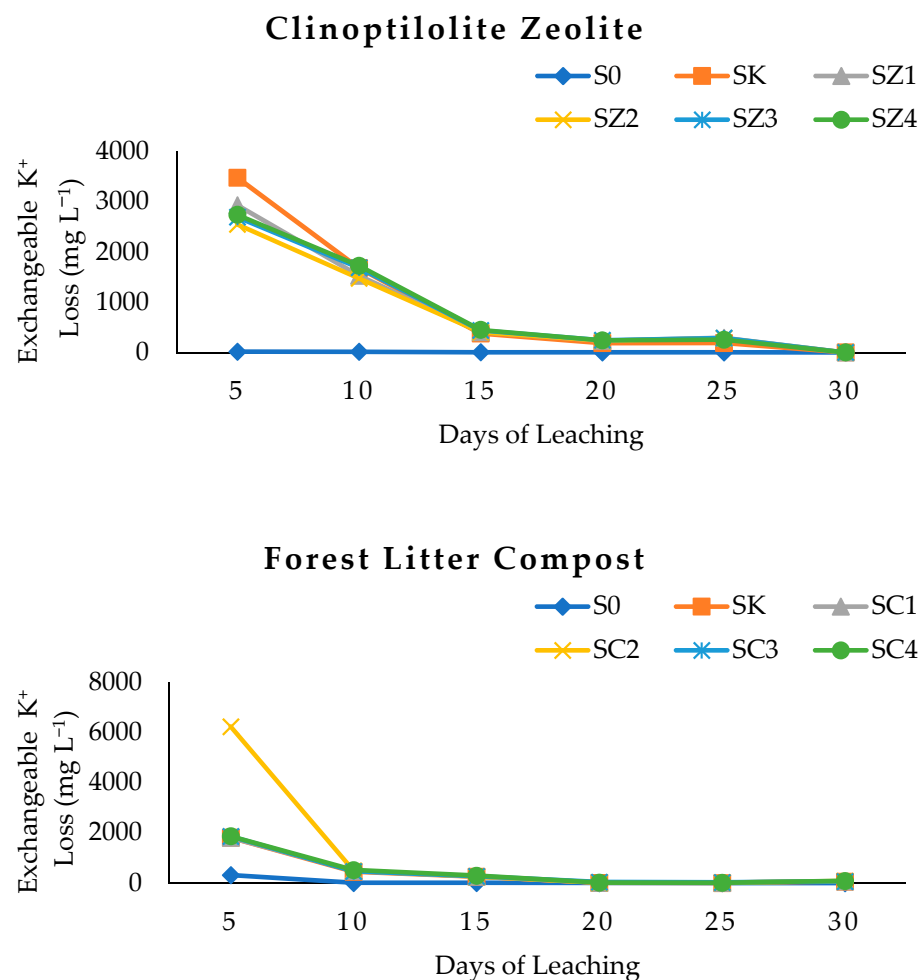 Clinoptilolite Zeolite
S0 SK SZ1
SZ2 SZ3 SZ4
Exchangeable K⁺
Loss (mg L⁻¹)
4000
3000
2000
1000
0
5 10 15 20 25 30
Days of Leaching
Forest Litter Compost
S0 SK SC1
SC2 SC3 SC4
Exchangeable K⁺
Loss (mg L⁻¹)
8000
6000
4000
2000
0
5 10 15 20 25 30
Days of Leaching